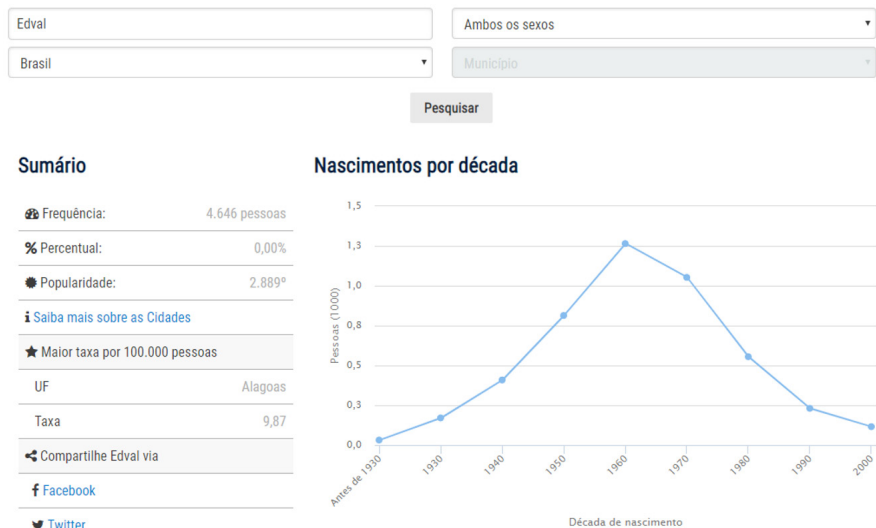 Edval
Ambos os sexos
Brasil
Município
Pesquisar
Sumário
Frequência: 4.646 pessoas
% Percentual: 0,00%
Popularidade: 2.889º
Saiba mais sobre as Cidades
Maior taxa por 100.000 pessoas
UF Alagoas
Taxa 9,87
Compartilhe Edval via
Facebook
Twitter
Nascimentos por década
Pessoas (1000)
1,5
1,3
1,0
0,8
0,5
0,3
0,0
Antes de 1930
1930
1940
1950
1960
1970
1980
1990
2000
Década de nascimento